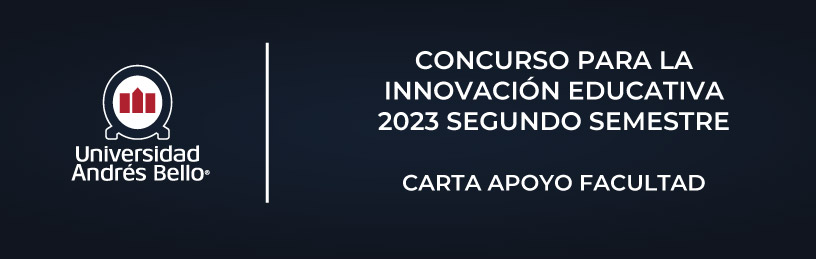 CONCURSO PARA LA
INNOVACIÓN EDUCATIVA
2023 SEGUNDO SEMESTRE
CARTA APOYO FACULTAD
Universidad
Andrés Bello®